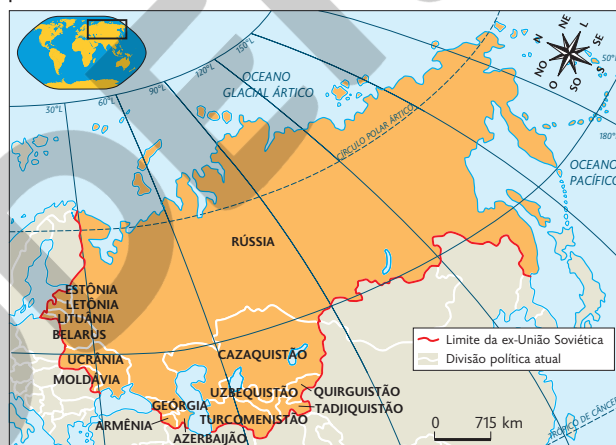 30°L
60°L
90°L
120°L
150°L
OCEANO
GLACIAL ÁRTICO
N
NE
L
SE
S
SO
O
NO
50°
180°
CÍRCULO POLAR ÁRTICO
OCEANO
PACÍFICO
RÚSSIA
ESTÔNIA
LETÔNIA
LITUÂNIA
BELARUS
UCRÂNIA
MOLDÁVIA
CAZAQUISTÃO
UZBEQUISTÃO
QUIRGUISTÃO
GEÓRGIA
TADJIQUISTÃO
ARMÊNIA
TURCOMENISTÃO
AZERBAIJÃO
Limite da ex-União Soviética
Divisão política atual
0 715 km
TRÓPICO DE CÂNCER